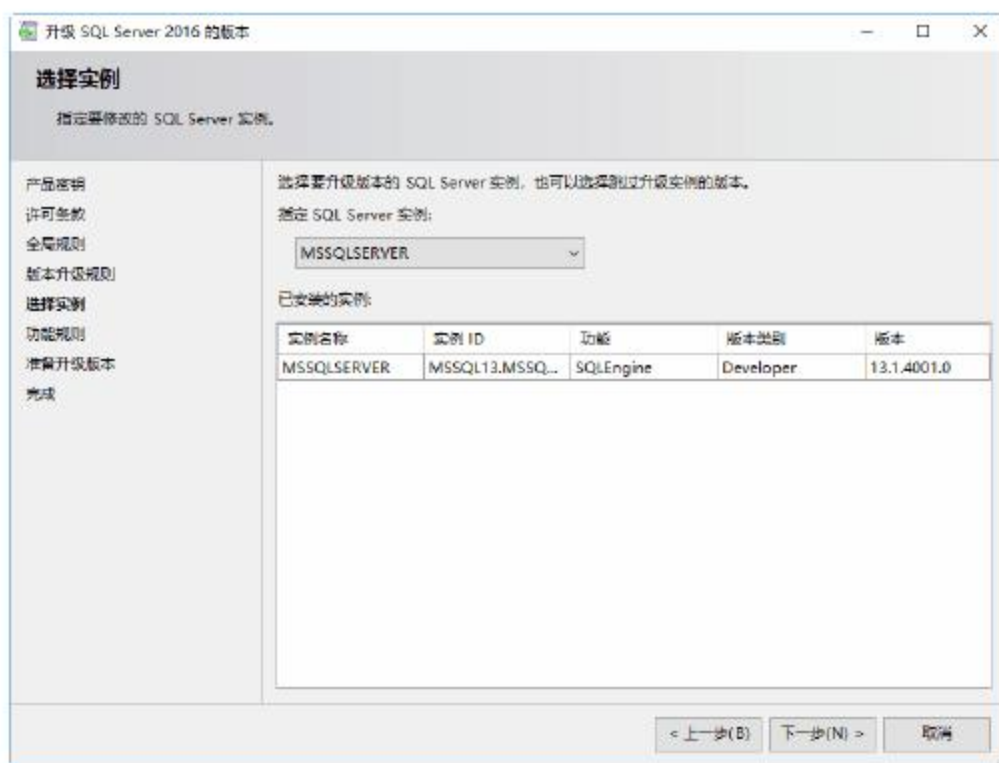 升级 SQL Server 2016 的版本
选择实例
指定要修改的 SQL Server 实例。
产品密钥
许可条款
全局规则
版本升级规则
选择实例
功能规则
准备升级版本
完成
选择要升级版本的 SQL Server 实例，也可以选择跳过升级实例的版本。
指定 SQL Server 实例:
MSSQLSERVER
已安装的实例:
实例名称 实例 ID 功能 版本类别 版本
MSSQLSERVER MSSQL13.MSSQ... SQLEngine Developer 13.1.4001.0
< 上一步(B) 下一步(N) > 取消